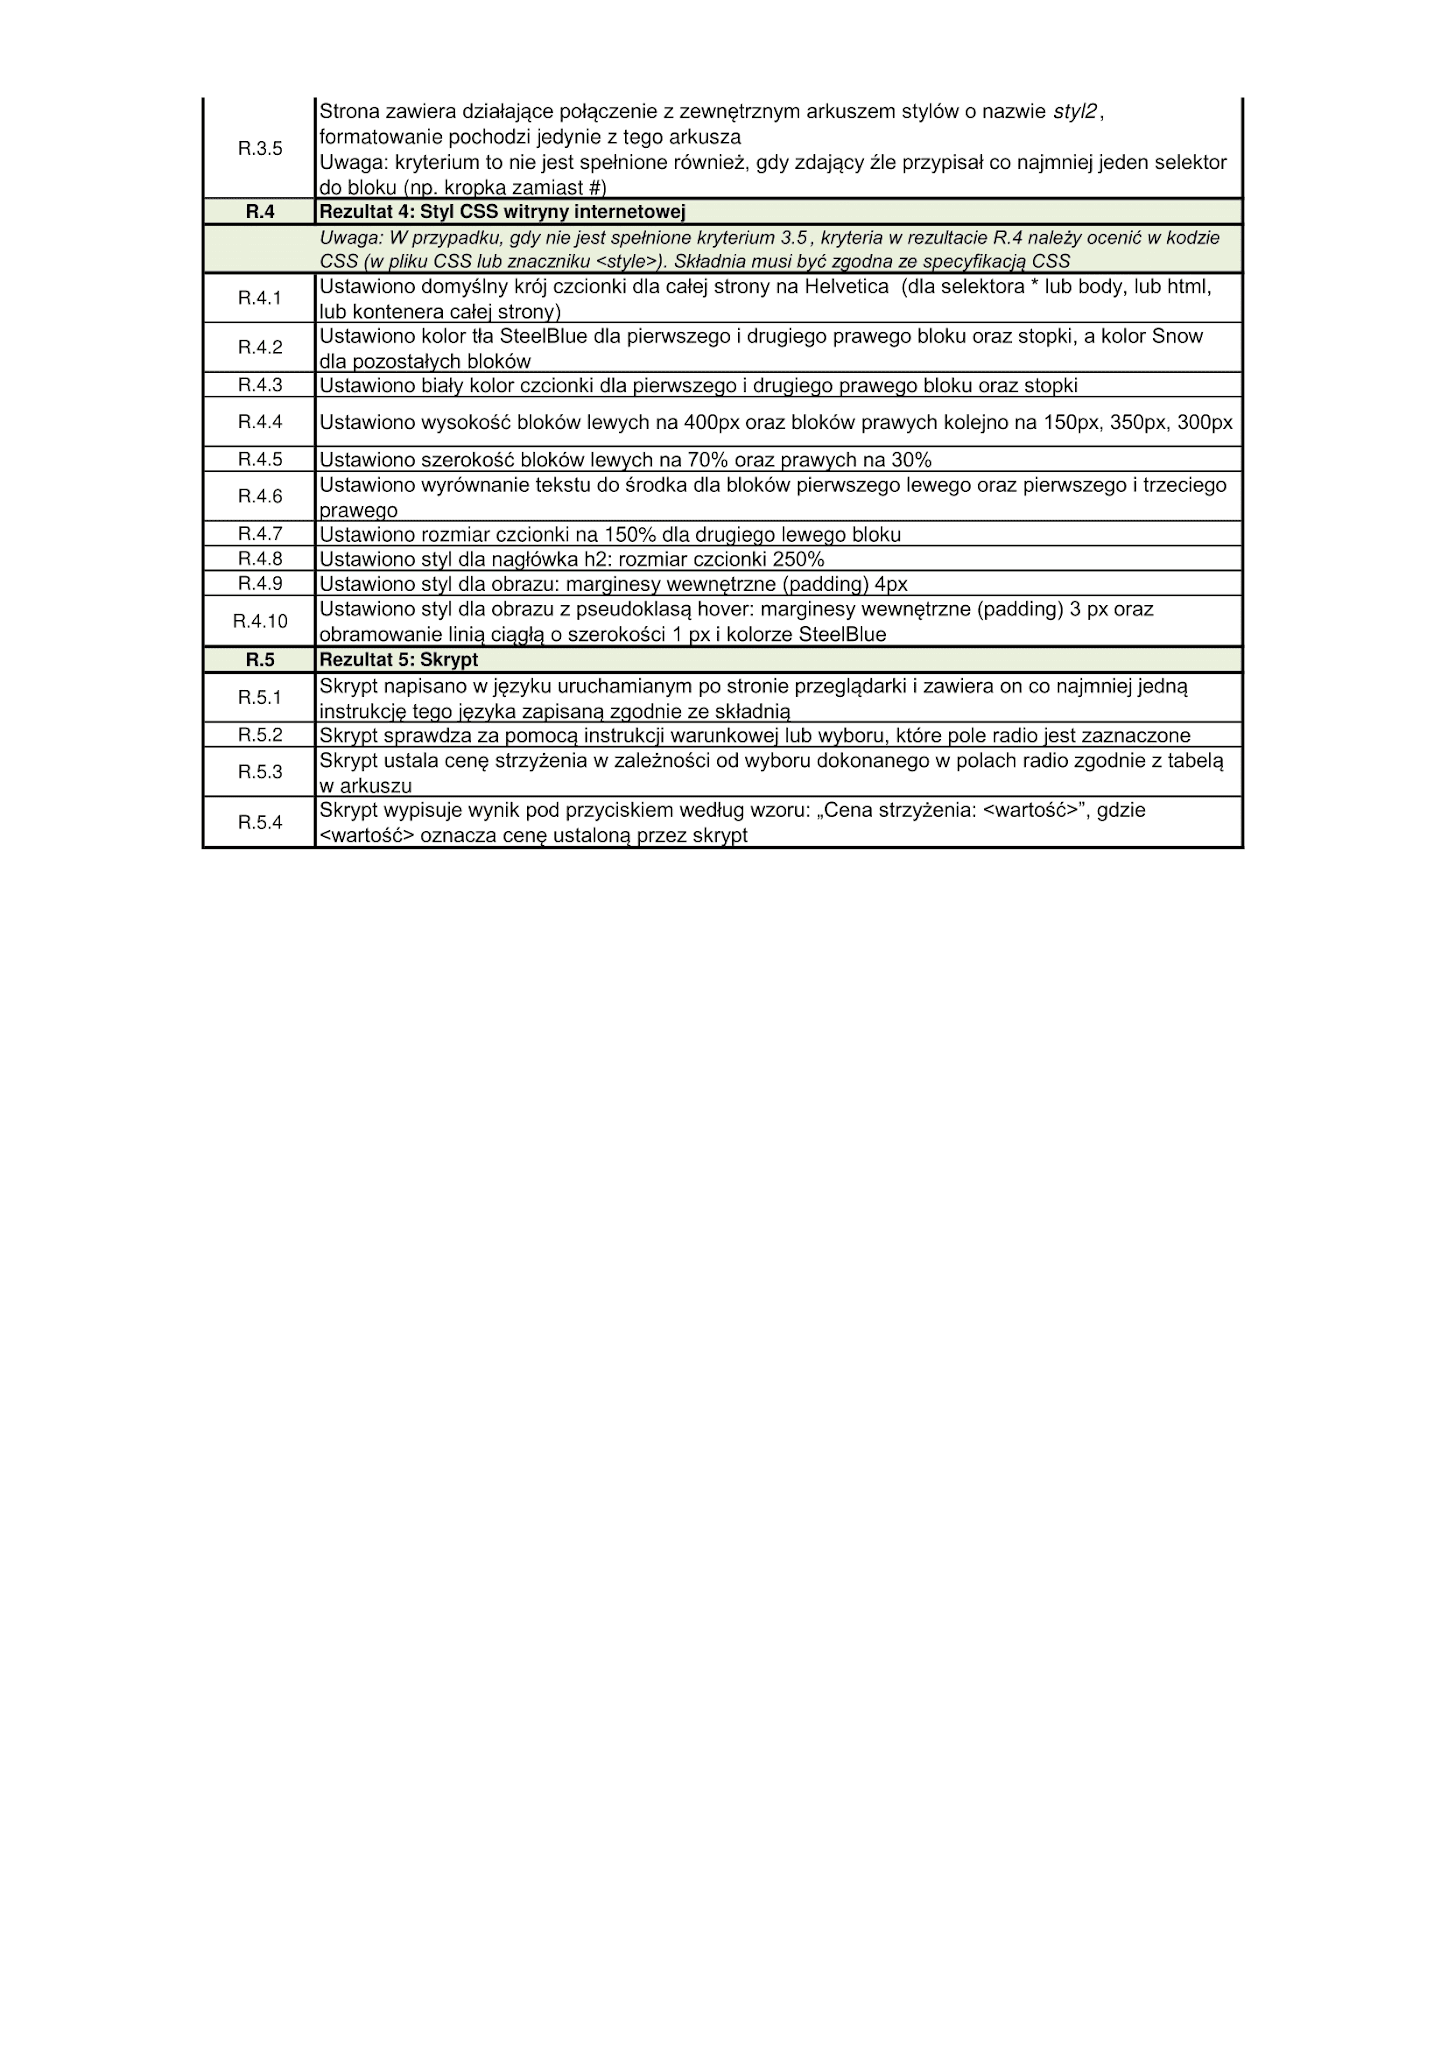 R.3.5
Strona zawiera działające połączenie z zewnętrznym arkuszem stylów o nazwie styl2,
formatowanie pochodzi jedynie z tego arkusza
Uwaga: kryterium to nie jest spełnione również, gdy zdający źle przypisał co najmniej jeden selektor
do bloku (np. kropka zamiast #)
R.4 Rezultat 4: Styl CSS witryny internetowej
Uwaga: W przypadku, gdy nie jest spełnione kryterium 3.5, kryteria w rezultacie R.4 należy ocenić w kodzie
CSS (w pliku CSS lub znaczniku <style>). Składnia musi być zgodna ze specyfikacją CSS
R.4.1
Ustawiono domyślny krój czcionki dla całej strony na Helvetica (dla selektora * lub body, lub html,
lub kontenera całej strony)
R.4.2
Ustawiono kolor tła SteelBlue dla pierwszego i drugiego prawego bloku oraz stopki, a kolor Snow
dla pozostałych bloków
R.4.3 Ustawiono biały kolor czcionki dla pierwszego i drugiego prawego bloku oraz stopki
R.4.4 Ustawiono wysokość bloków lewych na 400px oraz bloków prawych kolejno na 150px, 350px, 300px
R.4.5 Ustawiono szerokość bloków lewych na 70% oraz prawych na 30%
R.4.6
Ustawiono wyrównanie tekstu do środka dla bloków pierwszego lewego oraz pierwszego i trzeciego
prawego
R.4.7 Ustawiono rozmiar czcionki na 150% dla drugiego lewego bloku
R.4.8 Ustawiono styl dla nagłówka h2: rozmiar czcionki 250%
R.4.9 Ustawiono styl dla obrazu: marginesy wewnętrzne (padding) 4px
R.4.10
Ustawiono styl dla obrazu z pseudoklasą hover: marginesy wewnętrzne (padding) 3 px oraz
obramowanie linią ciągłą o szerokości 1 px i kolorze SteelBlue
R.5 Rezultat 5: Skrypt
R.5.1
Skrypt napisano w języku uruchamianym po stronie przeglądarki i zawiera on co najmniej jedną
instrukcję tego języka zapisaną zgodnie ze składnią
R.5.2 Skrypt sprawdza za pomocą instrukcji warunkowej lub wyboru, które pole radio jest zaznaczone
R.5.3
Skrypt ustala cenę strzyżenia w zależności od wyboru dokonanego w polach radio zgodnie z tabelą
w arkuszu
R.5.4
Skrypt wypisuje wynik pod przyciskiem według wzoru: „Cena strzyżenia: <wartość>”, gdzie
<wartość> oznacza cenę ustaloną przez skrypt